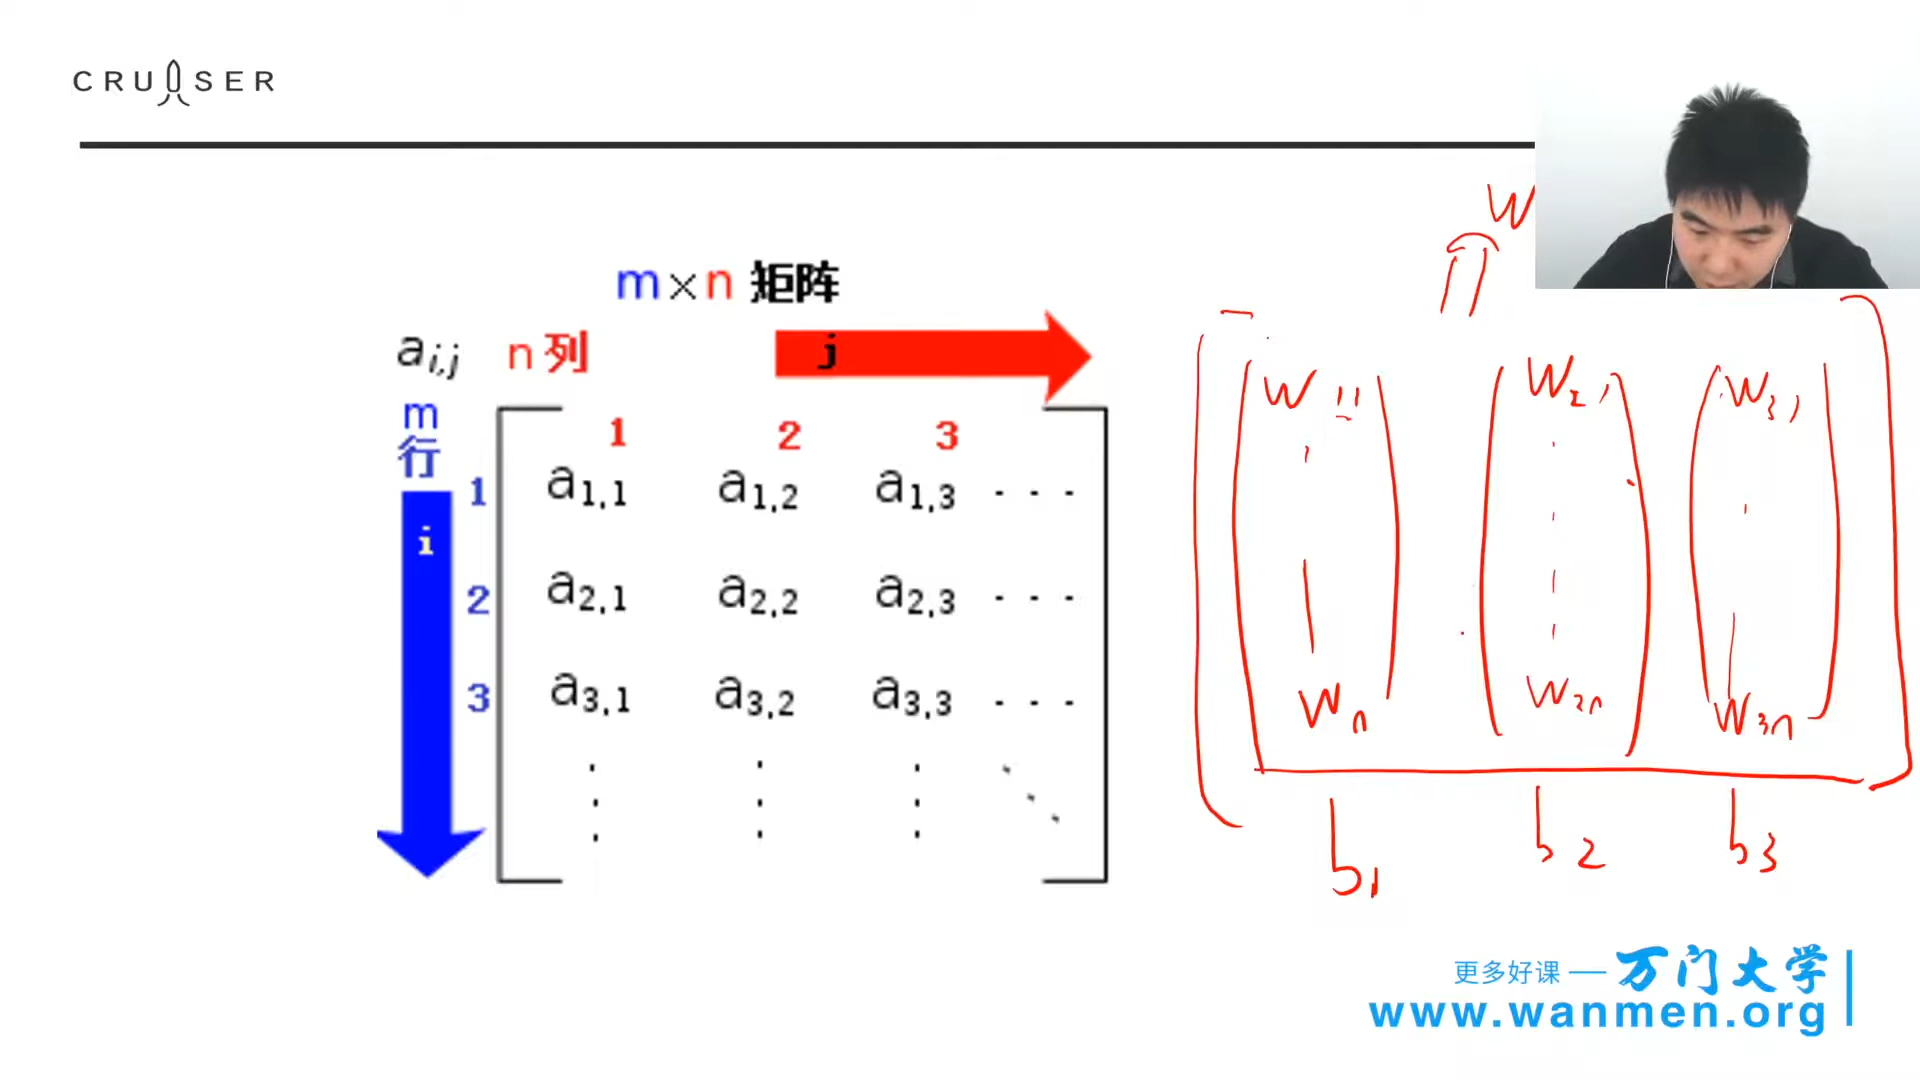 CRUISER
m×n 矩阵
a i,j n 列 j
m
行
i
1 2 3
1 a1,1 a1,2 a1,3 ...
2 a2,1 a2,2 a2,3 ...
3 a3,1 a3,2 a3,3 ...
W
W11 W21 W31
Wn W2n W3n
b1 b2 b3
更多好课 — 万门大学
www.wanmen.org